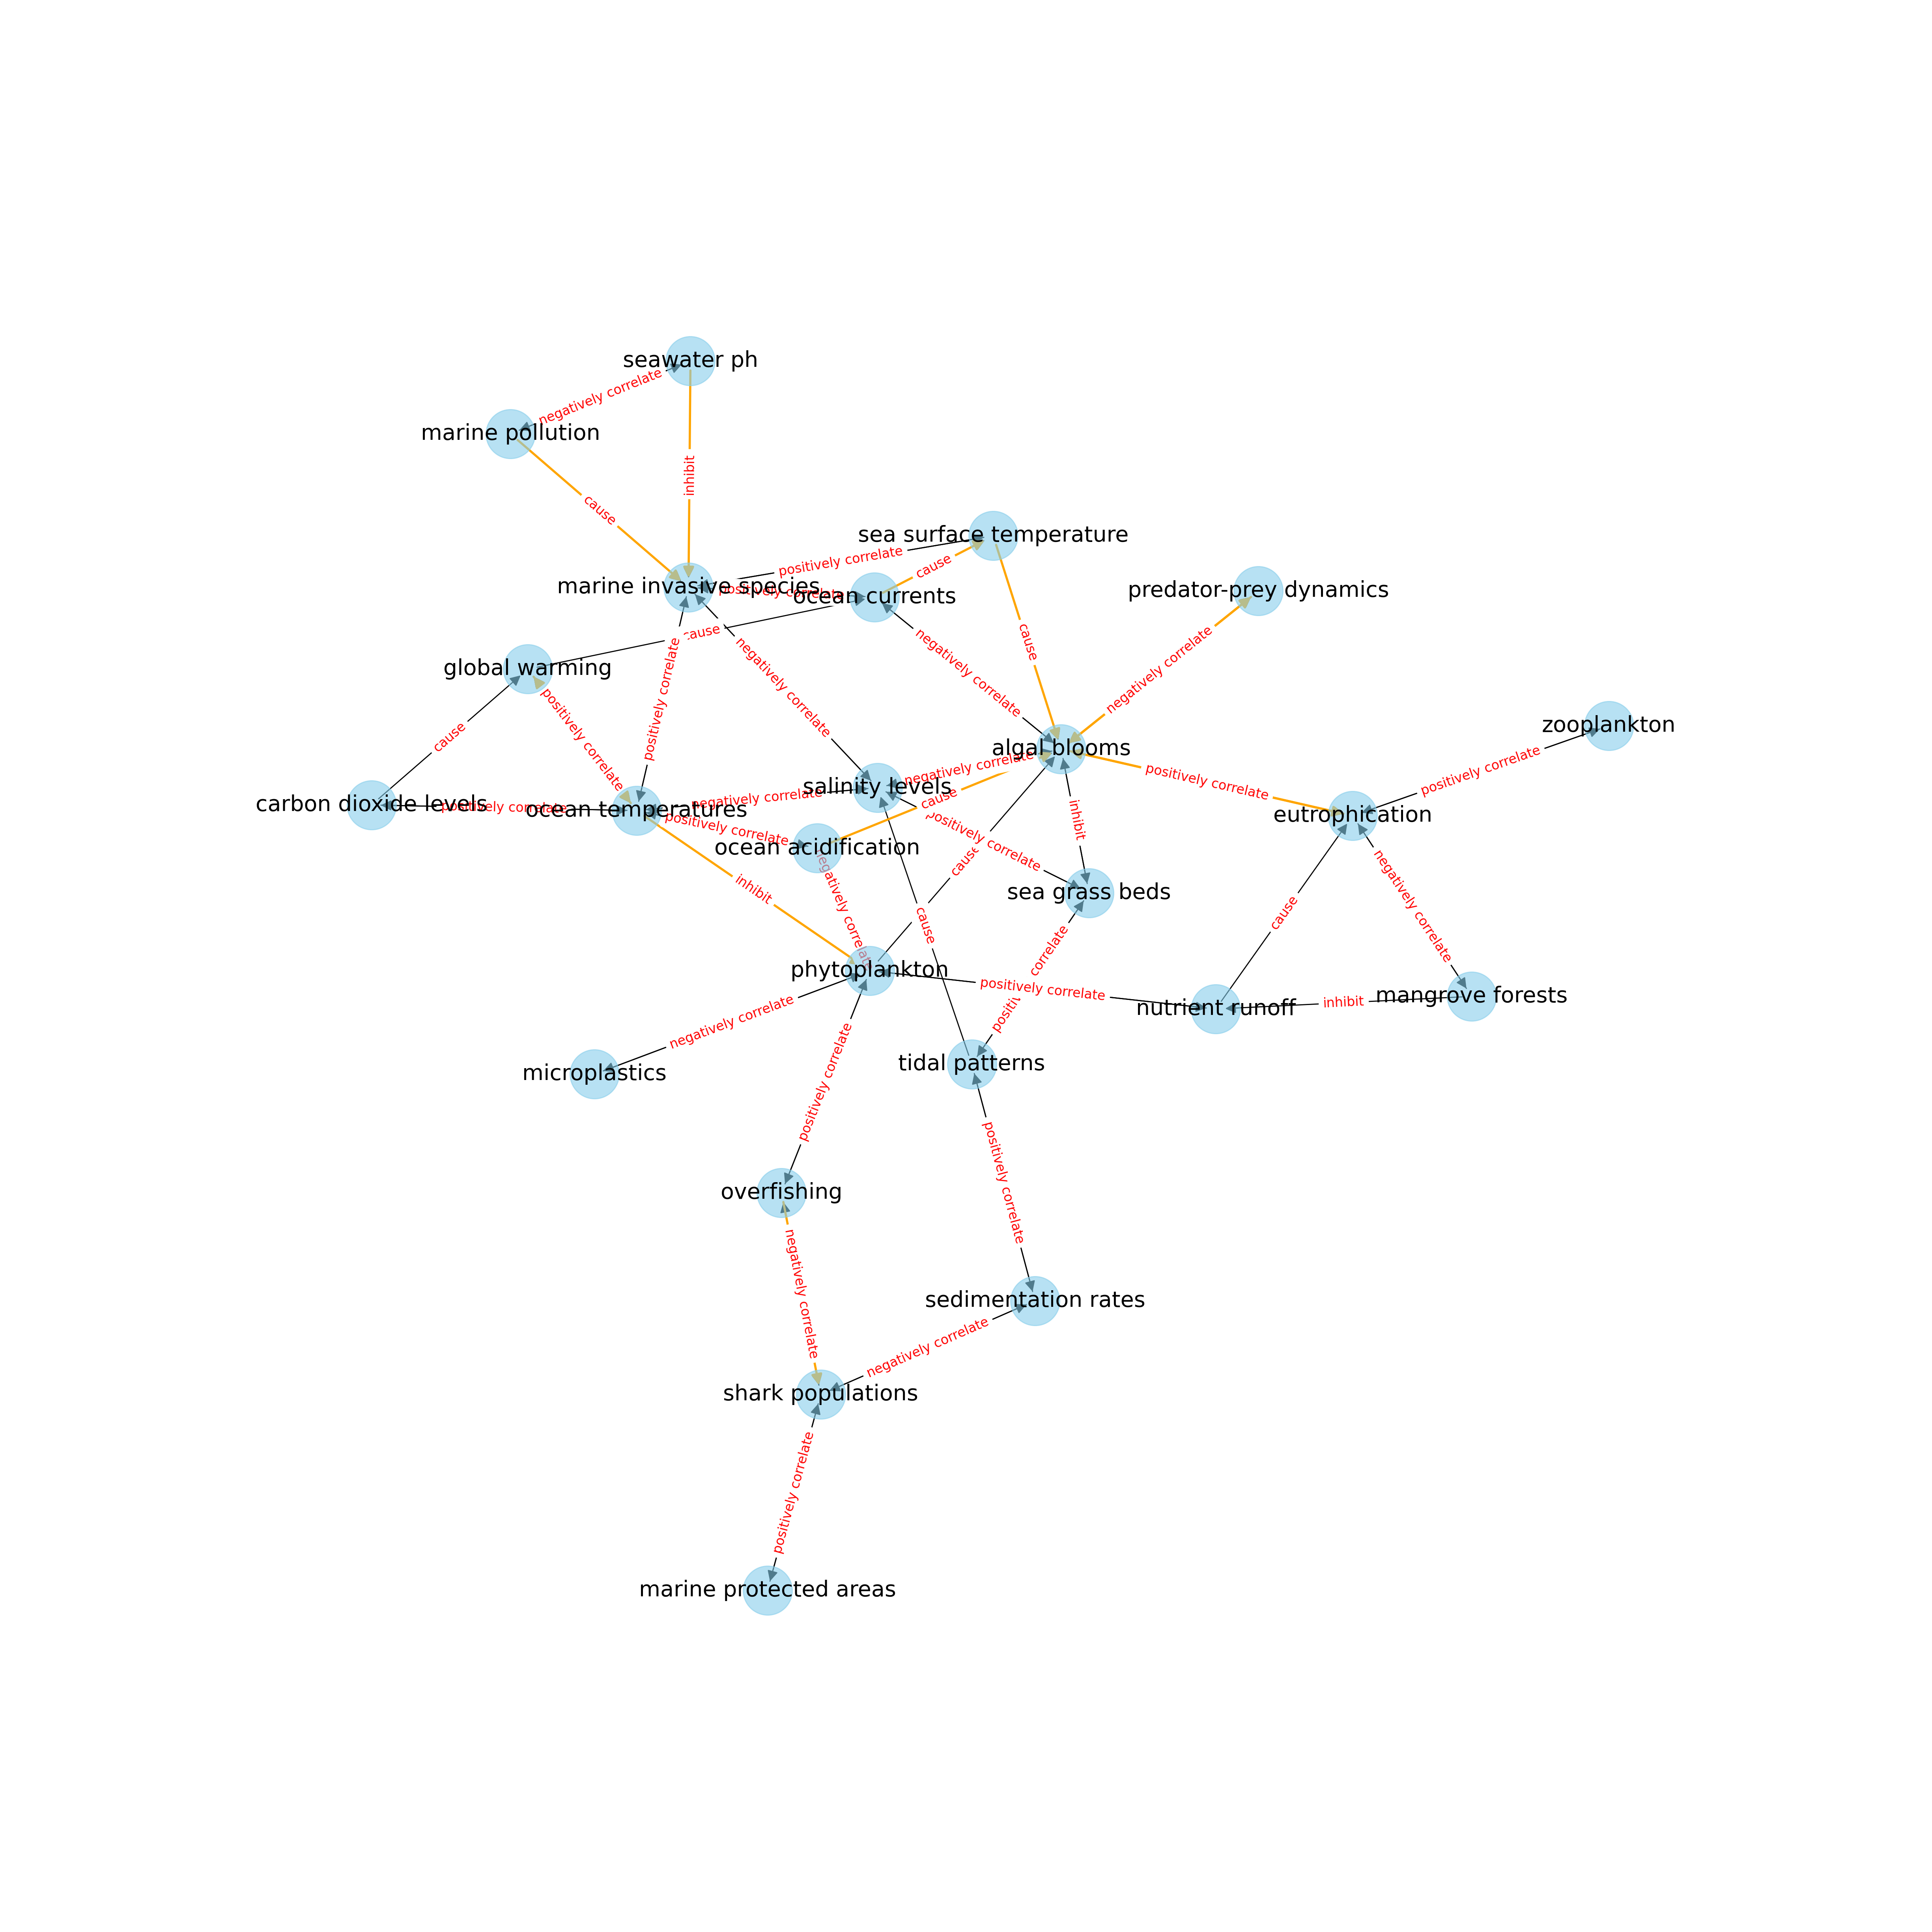 seawater ph
negatively correlate
marine pollution
inhibit
cause
sea surface temperature
positively correlate
cause
marine invasive species
positively correlate
ocean currents
predator-prey dynamics
cause
cause
negatively correlate
negatively correlate
negatively correlate
positively correlate
global warming
positively correlate
cause
zooplankton
algal blooms
negatively correlate
positively correlate
positively correlate
salinity levels
negatively correlate
carbon dioxide levels
positively correlate
ocean temperatures
cause
eutrophication
positively correlate
inhibit
positively correlate
ocean acidification
cause
inhibit
sea grass beds
negatively correlate
negatively correlate
cause
cause
correlate
phytoplankton
positively correlate
mangrove forests
inhibit
nutrient runoff
negatively correlate
microplastics
tidal patterns
positively correlate
positively correlate
overfishing
negatively correlate
sedimentation rates
negatively correlate
shark populations
positively correlate
marine protected areas